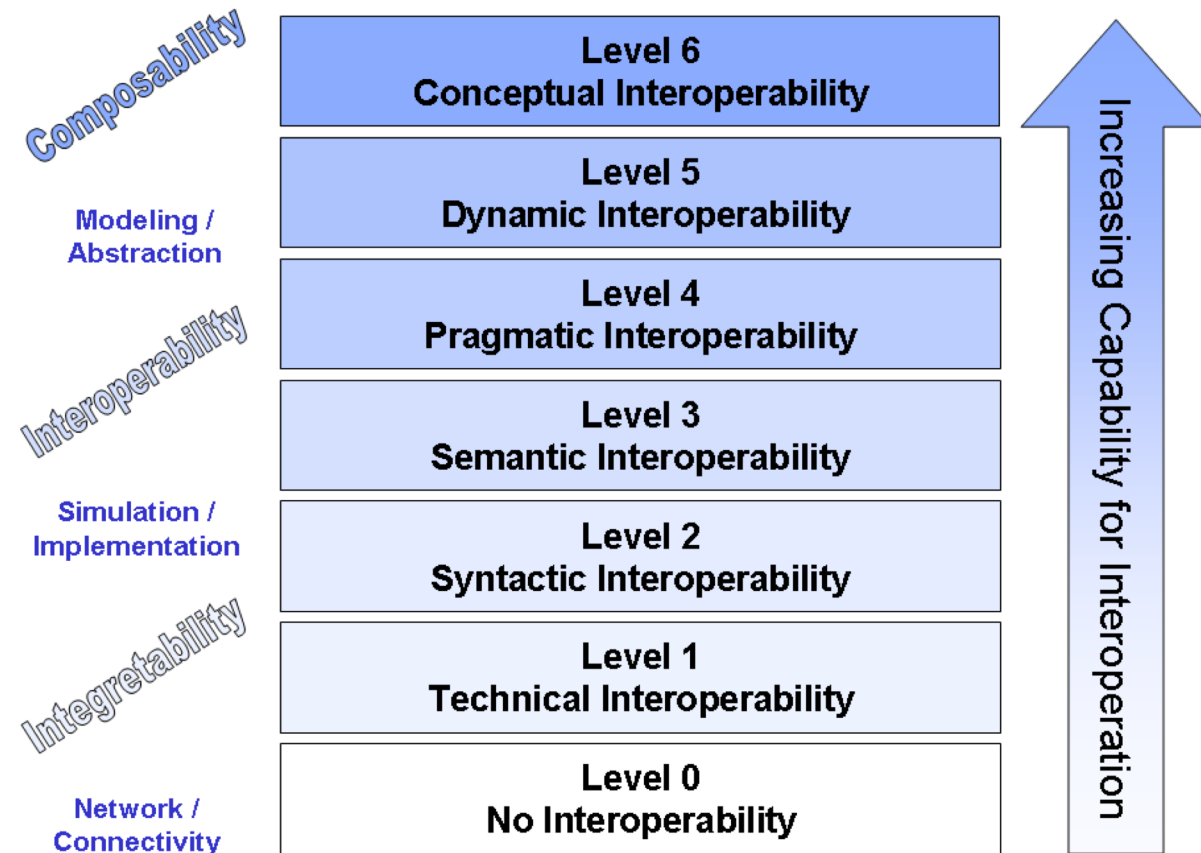 Composability
Modeling /
Abstraction
Interoperability
Simulation /
Implementation
Integretability
Network /
Connectivity
Level 6
Conceptual Interoperability
Level 5
Dynamic Interoperability
Level 4
Pragmatic Interoperability
Level 3
Semantic Interoperability
Level 2
Syntactic Interoperability
Level 1
Technical Interoperability
Level 0
No Interoperability
Increasing Capability for Interoperation